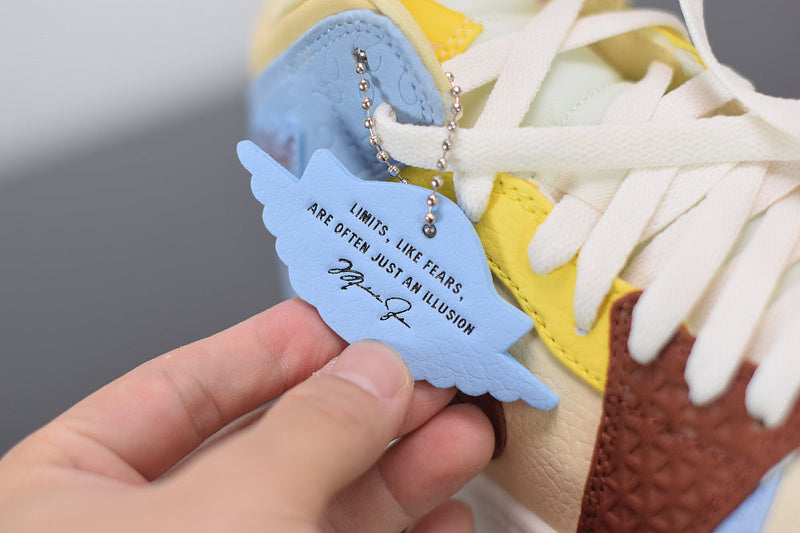 LIMITS, LIKE FEARS,
ARE OFTEN JUST AN ILLUSION